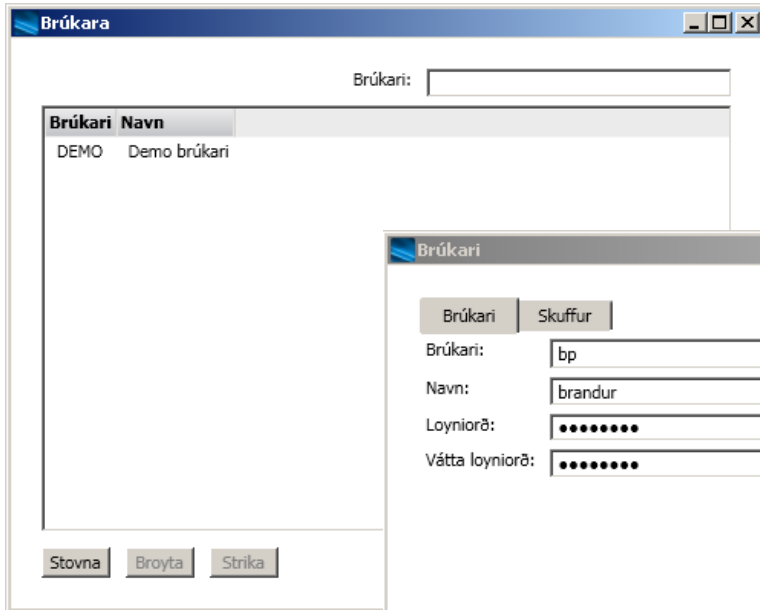 Brúkara
Brúkari:
Brúkari Navn
DEMO Demo brúkari
Brúkari
Brúkari Skuffur
Brúkari: bp
Navn: brandur
Loyniorð: ●●●●●●●●
Vátta loyniorð: ●●●●●●●●
Stovna Broyta Strika